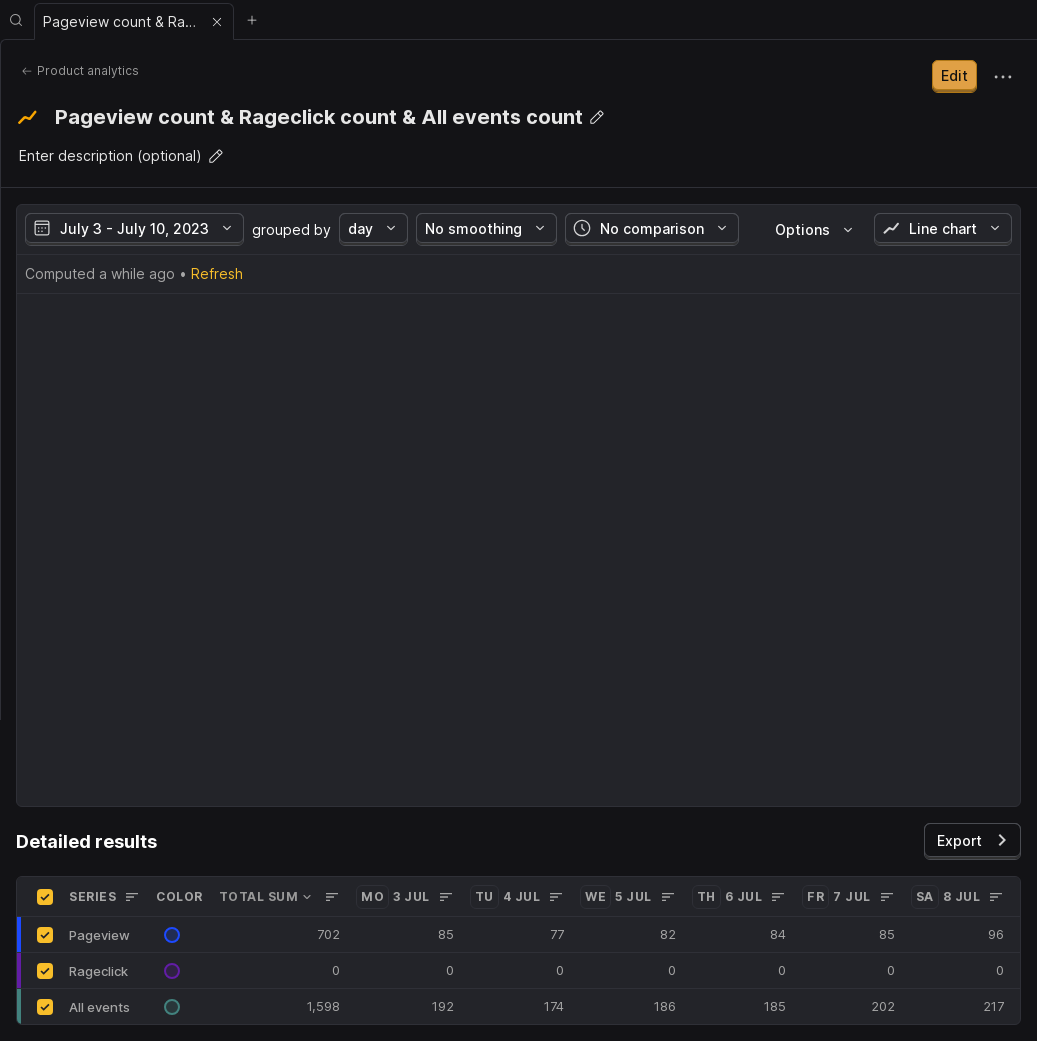 Pageview count & Ra...
Product analytics
Edit
Pageview count & Rageclick count & All events count
Enter description (optional)
July 3 - July 10, 2023 grouped by day No smoothing No comparison Options Line chart
Computed a while ago • Refresh
Detailed results
Export
SERIES COLOR TOTAL SUM MO 3 JUL TU 4 JUL WE 5 JUL TH 6 JUL FR 7 JUL SA 8 JUL
Pageview 702 85 77 82 84 85 96
Rageclick 0 0 0 0 0 0 0
All events 1,598 192 174 186 185 202 217